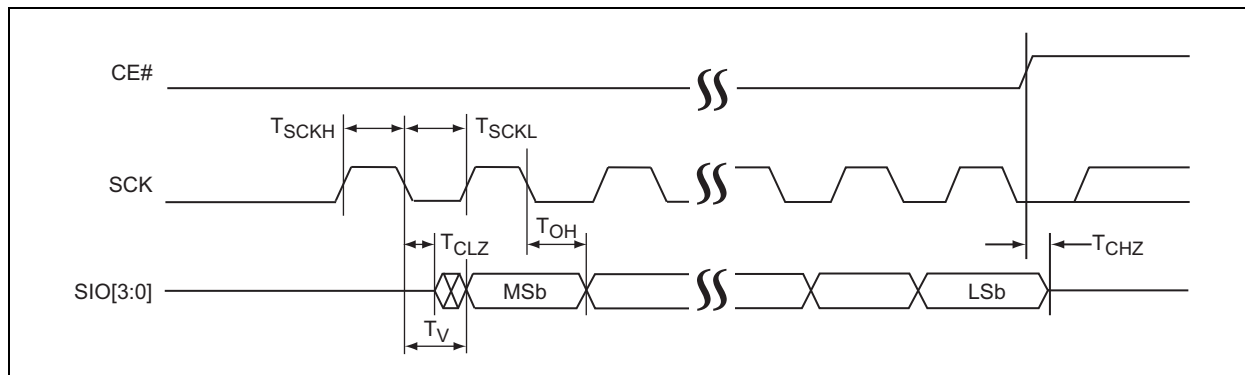 CE#
TSCKH
TSCKL
SCK
TOH
TCLZ
TCHZ
SIO[3:0]
MSb
LSb
TV